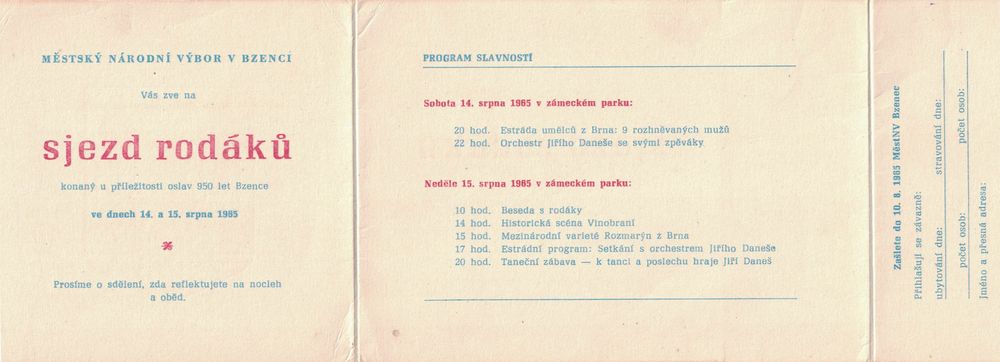 MĚSTSKÝ NÁRODNÍ VÝBOR V BZENCI
Vás zve na
sjezd rodáků
konaný u příležitosti oslav 950 let Bzence
ve dnech 14. a 15. srpna 1965
Prosíme o sdělení, zda reflektujete na nocleh
a oběd.
PROGRAM SLAVNOSTÍ
Sobota 14. srpna 1965 v zámeckém parku:
20 hod. Estráda umělců z Brna: 9 rozhněvaných mužů
22 hod. Orchestr Jiřího Daneše se svými zpěváky
Neděle 15. srpna 1965 v zámeckém parku:
10 hod. Beseda s rodáky
14 hod. Historická scéna Vinobraní
15 hod. Mezinárodní varieté Rozmarýn z Brna
17 hod. Estrádní program: Setkání s orchestrem Jiřího Daneše
20 hod. Taneční zábava — k tanci a poslechu hraje Jiří Daneš
Zašlete do 10. 8. 1965 MěstNV Bzenec
Přihlašuji se závazně:
ubytování dne: stravování dne:
počet osob: počet osob:
Jméno a přesná adresa: